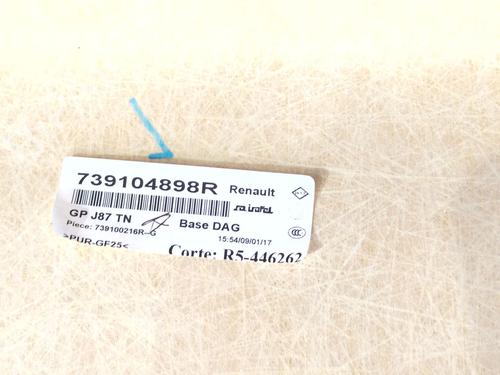 739104898R Renault
GP J87 TN Base DAG
Piece: 739100216R--G 15:54/09/01/17
>PUR-GF25< Corte: R5-446262